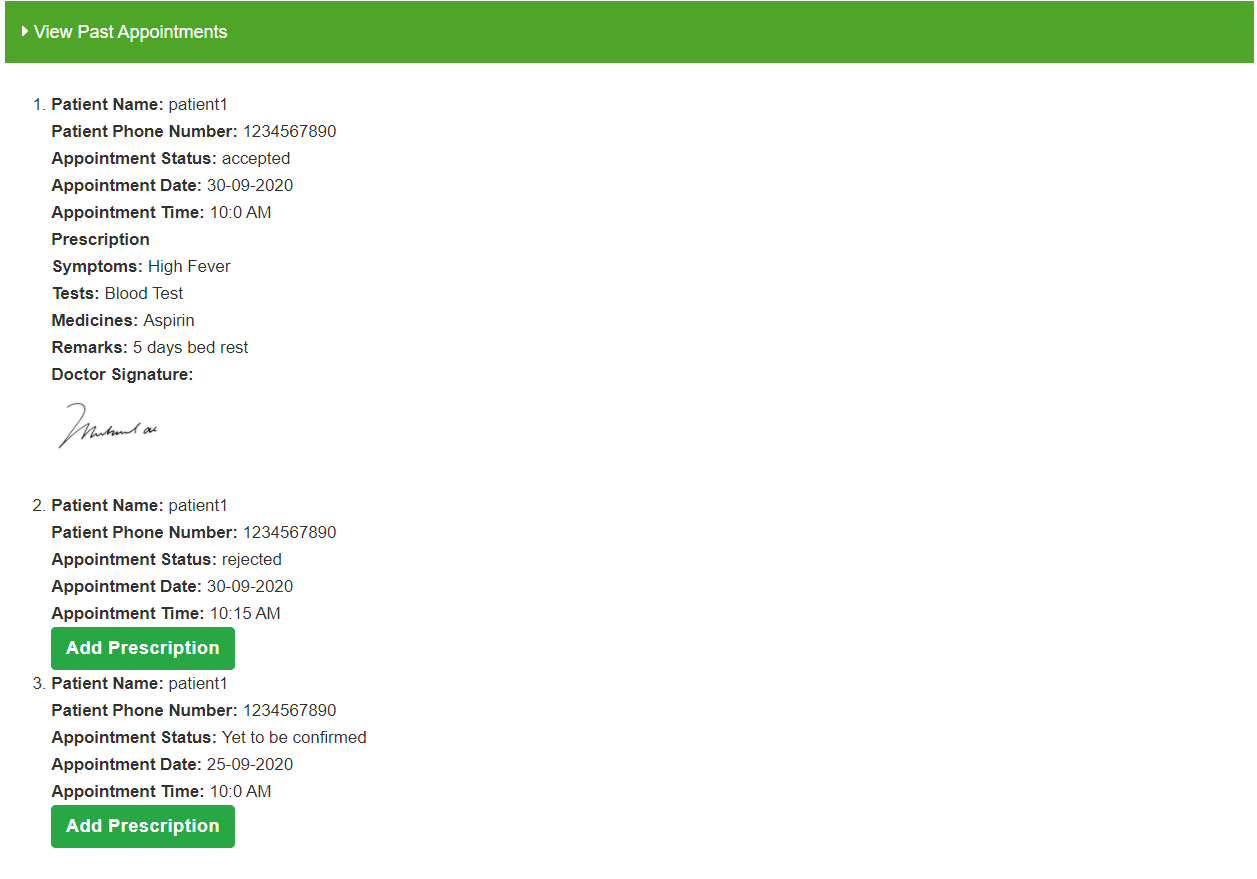 View Past Appointments
1. Patient Name: patient1
Patient Phone Number: 1234567890
Appointment Status: accepted
Appointment Date: 30-09-2020
Appointment Time: 10:0 AM
Prescription
Symptoms: High Fever
Tests: Blood Test
Medicines: Aspirin
Remarks: 5 days bed rest
Doctor Signature:
2. Patient Name: patient1
Patient Phone Number: 1234567890
Appointment Status: rejected
Appointment Date: 30-09-2020
Appointment Time: 10:15 AM
Add Prescription
3. Patient Name: patient1
Patient Phone Number: 1234567890
Appointment Status: Yet to be confirmed
Appointment Date: 25-09-2020
Appointment Time: 10:0 AM
Add Prescription